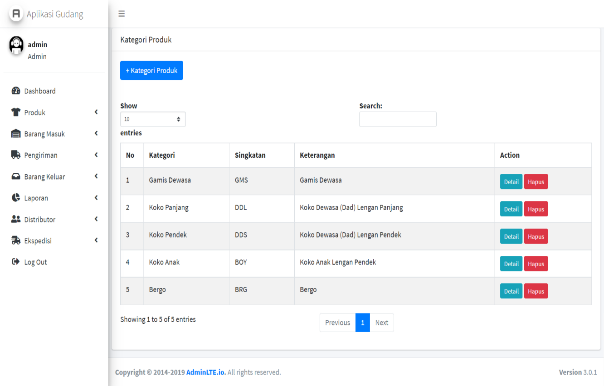 Aplikasi Gudang
admin
Admin
Dashboard
Produk
Barang Masuk
Pengiriman
Barang Keluar
Laporan
Distributor
Ekspedisi
Log Out
Kategori Produk
+ Kategori Produk
Show
10
entries
Search:
No Kategori Singkatan Keterangan Action
1 Gamis Dewasa GMS Gamis Dewasa Detail Hapus
2 Koko Panjang DDL Koko Dewasa (Dad) Lengan Panjang Detail Hapus
3 Koko Pendek DDS Koko Dewasa (Dad) Lengan Pendek Detail Hapus
4 Koko Anak BOY Koko Anak Lengan Pendek Detail Hapus
5 Bergo BRG Bergo Detail Hapus
Showing 1 to 5 of 5 entries
Previous 1 Next
Copyright © 2014-2019 AdminLTE.io. All rights reserved.
Version 3.0.1